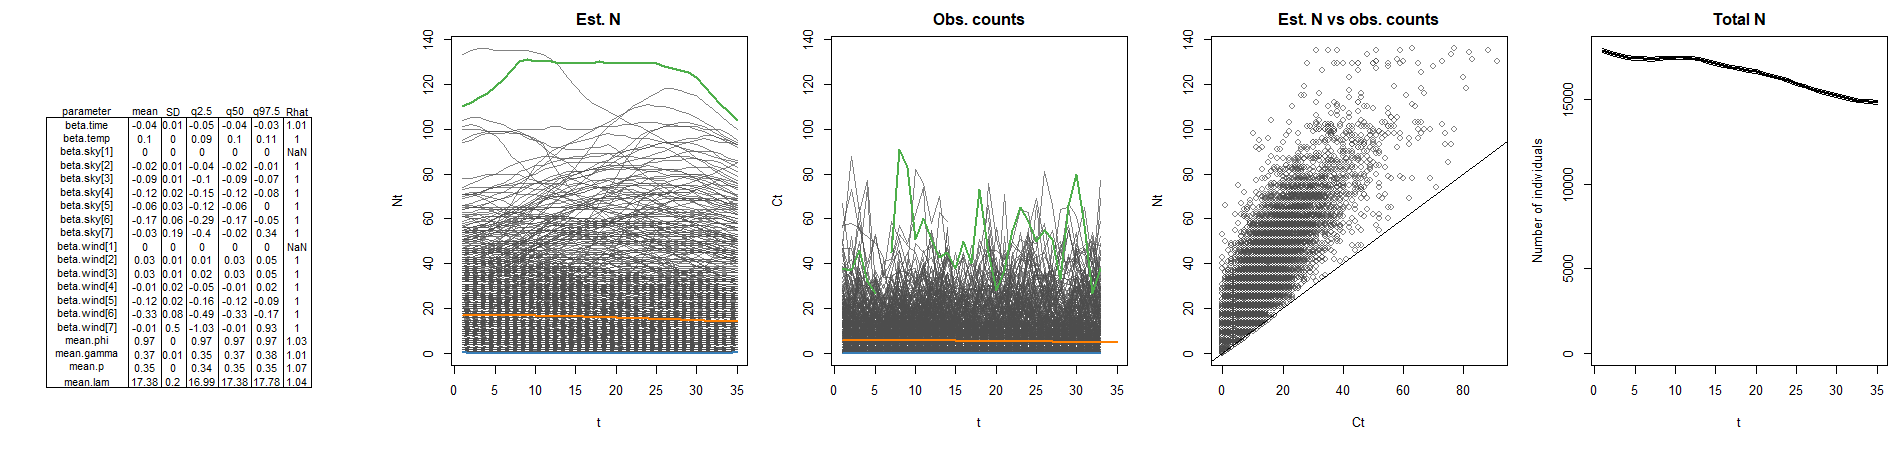 parameter mean SD q2.5 q50 q97.5 Rhat
beta.time -0.04 0.01 -0.05 -0.04 -0.03 1.01
beta.temp 0.1 0 0.09 0.1 0.11 1
beta.sky[1] 0 0 0 0 0 NaN
beta.sky[2] -0.02 0.01 -0.04 -0.02 -0.01 1
beta.sky[3] -0.09 0.01 -0.1 -0.09 -0.07 1
beta.sky[4] -0.12 0.02 -0.15 -0.12 -0.08 1
beta.sky[5] -0.06 0.03 -0.12 -0.06 0 1
beta.sky[6] -0.17 0.06 -0.29 -0.17 -0.05 1
beta.sky[7] -0.03 0.19 -0.4 -0.02 0.34 1
beta.wind[1] 0 0 0 0 0 NaN
beta.wind[2] 0.03 0.01 0.01 0.03 0.05 1
beta.wind[3] 0.03 0.01 0.02 0.03 0.05 1
beta.wind[4] -0.01 0.02 -0.05 -0.01 0.02 1
beta.wind[5] -0.12 0.02 -0.16 -0.12 -0.09 1
beta.wind[6] -0.33 0.08 -0.49 -0.33 -0.17 1
beta.wind[7] -0.01 0.5 -1.03 -0.01 0.93 1
mean.phi 0.97 0 0.97 0.97 0.97 1.03
mean.gamma 0.37 0.01 0.35 0.37 0.38 1.01
mean.p 0.35 0 0.34 0.35 0.35 1.07
mean.lam 17.38 0.2 16.99 17.38 17.78 1.04
Est. N
Nt
140
120
100
80
60
40
20
0
0 5 10 15 20 25 30 35
t
Obs. counts
Ct
140
120
100
80
60
40
20
0
0 5 10 15 20 25 30 35
t
Est. N vs obs. counts
Nt
140
120
100
80
60
40
20
0
0 20 40 60 80
Ct
Total N
Number of individuals
15000
10000
5000
0
0 5 10 15 20 25 30 35
t